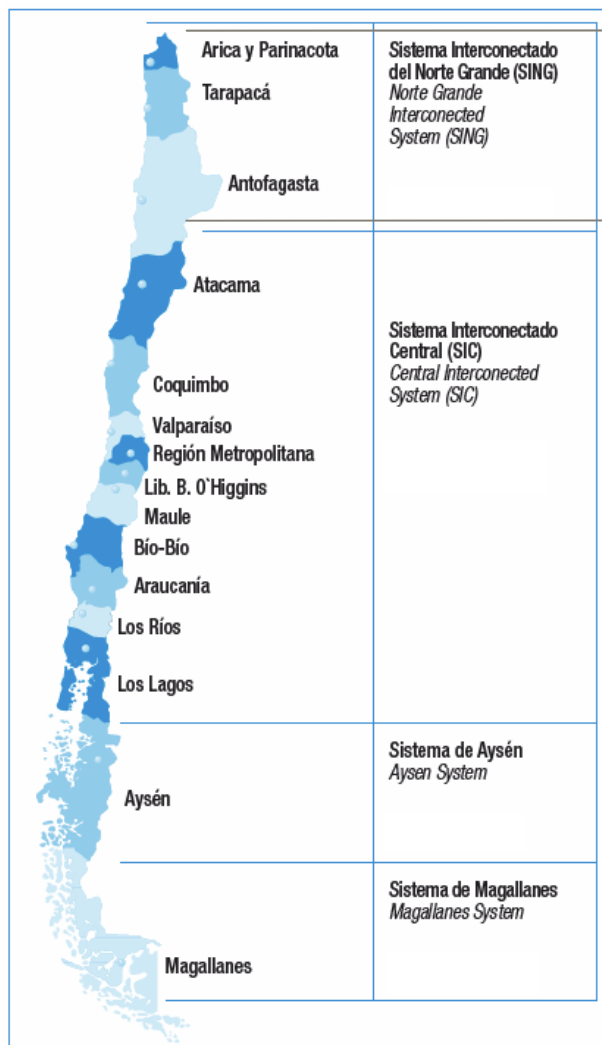 Arica y Parinacota
Tarapacá
Antofagasta
Sistema Interconectado
del Norte Grande (SING)
Norte Grande
Interconected
System (SING)
Atacama
Coquimbo
Valparaíso
Región Metropolitana
Lib. B. O`Higgins
Maule
Bío-Bío
Araucanía
Los Ríos
Los Lagos
Sistema Interconectado
Central (SIC)
Central Interconected
System (SIC)
Aysén
Sistema de Aysén
Aysen System
Magallanes
Sistema de Magallanes
Magallanes System